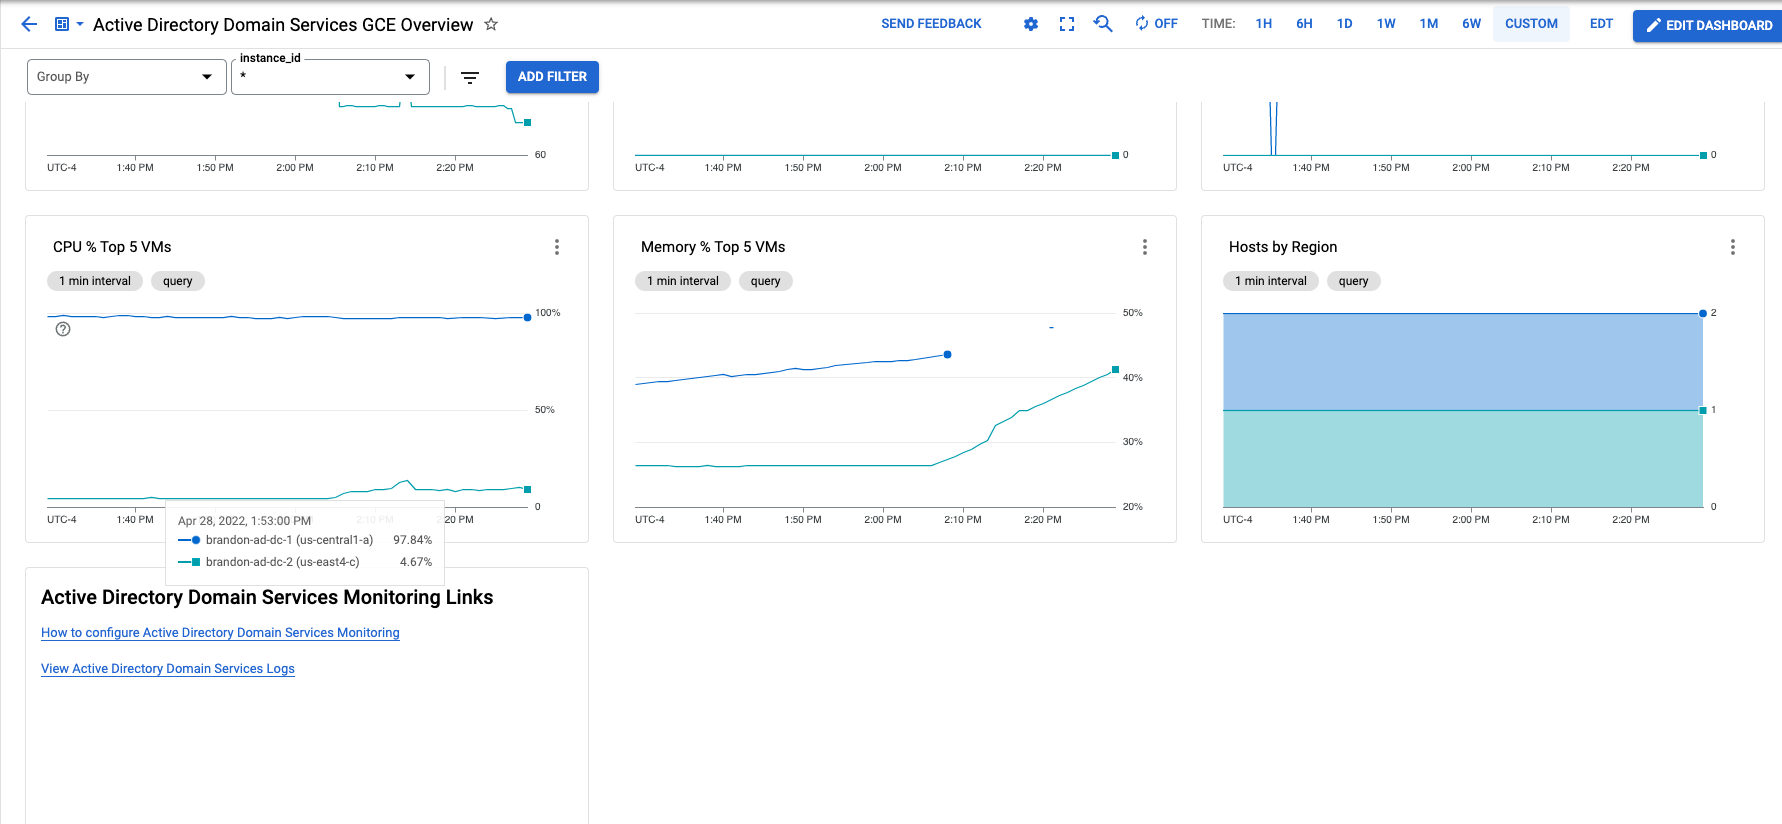 Active Directory Domain Services GCE Overview
SEND FEEDBACK
OFF
TIME:
1H
6H
1D
1W
1M
6W
CUSTOM
EDT
EDIT DASHBOARD
Group By
instance_id
*
ADD FILTER
60
UTC-4 1:40 PM 1:50 PM 2:00 PM 2:10 PM 2:20 PM
0
UTC-4 1:40 PM 1:50 PM 2:00 PM 2:10 PM 2:20 PM
0
UTC-4 1:40 PM 1:50 PM 2:00 PM 2:10 PM 2:20 PM
CPU % Top 5 VMs
1 min interval
query
100%
50%
0
UTC-4 1:40 PM 2:10 PM :20 PM
Apr 28, 2022, 1:53:00 PM
brandon-ad-dc-1 (us-central1-a) 97.84%
brandon-ad-dc-2 (us-east4-c) 4.67%
Memory % Top 5 VMs
1 min interval
query
50%
-
40%
30%
20%
UTC-4 1:40 PM 1:50 PM 2:00 PM 2:10 PM 2:20 PM
Hosts by Region
1 min interval
query
2
1
0
UTC-4 1:40 PM 1:50 PM 2:00 PM 2:10 PM 2:20 PM
Active Directory Domain Services Monitoring Links
How to configure Active Directory Domain Services Monitoring
View Active Directory Domain Services Logs